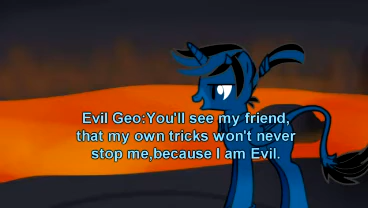 Evil Geo:You'll see my friend,
that my own tricks won't never
stop me,because I am Evil.